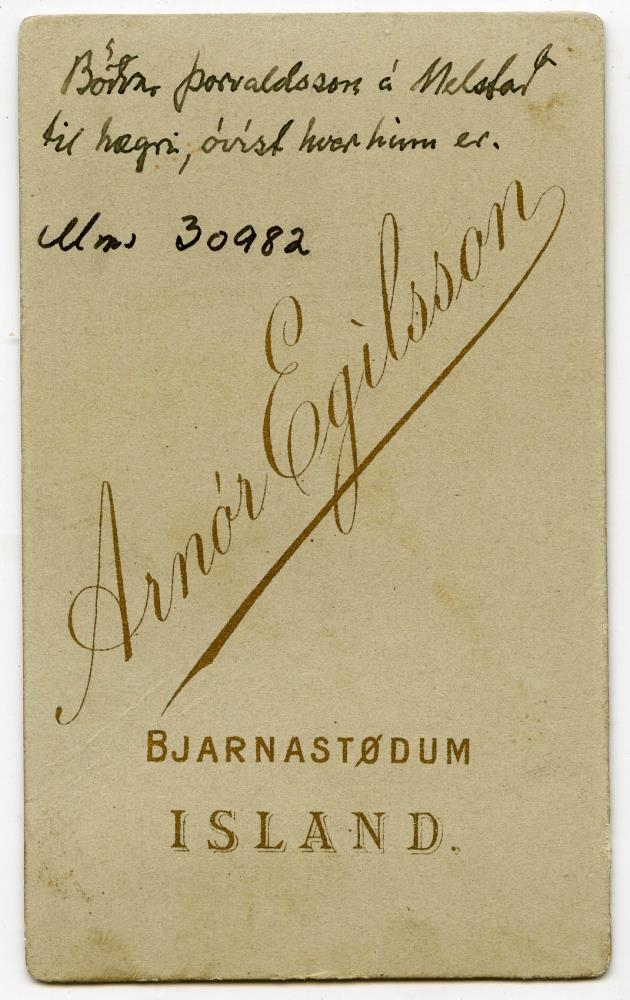 Böðvar Þorvaldsson á Melstað
til hægri, óvíst hver hinn er.
Mms 30982
Arnór Egilsson
BJARNASTØDUM
ISLAND.